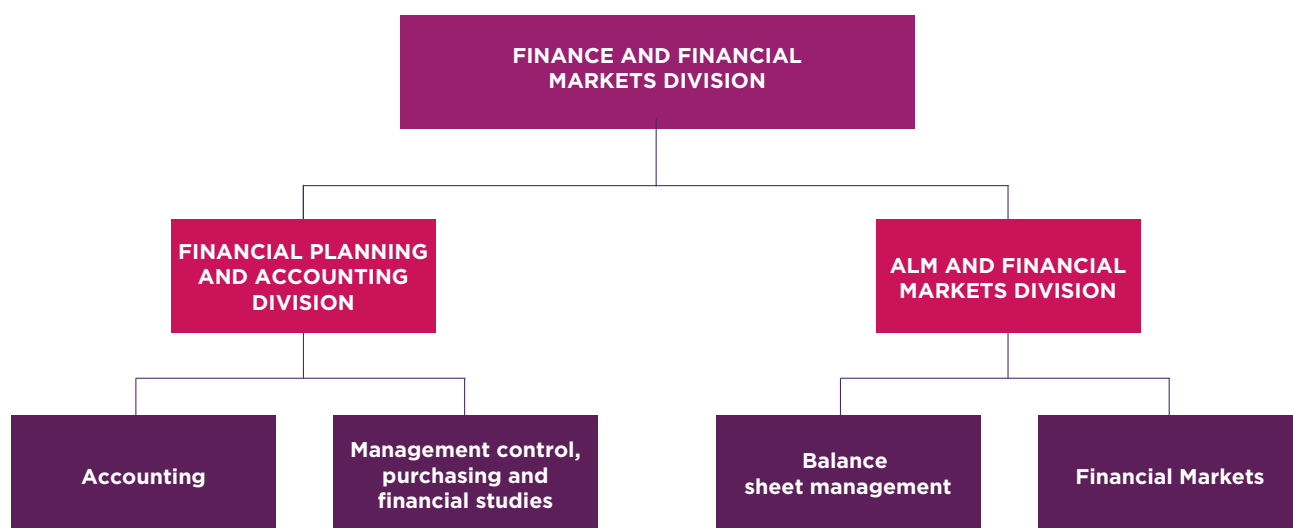 FINANCE AND FINANCIAL
MARKETS DIVISION
FINANCIAL PLANNING
AND ACCOUNTING
DIVISION
ALM AND FINANCIAL
MARKETS DIVISION
Accounting
Management control,
purchasing and
financial studies
Balance
sheet management
Financial Markets